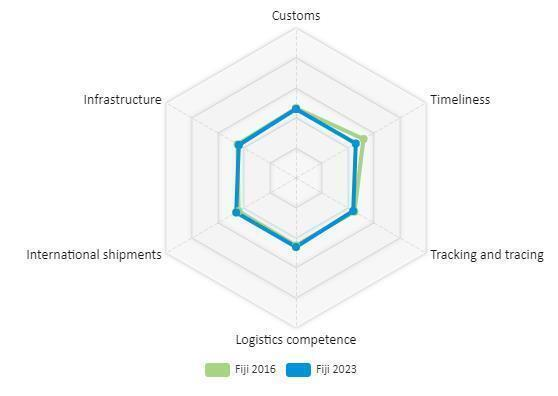 Customs
Infrastructure
Timeliness
International shipments
Tracking and tracing
Logistics competence
Fiji 2016
Fiji 2023